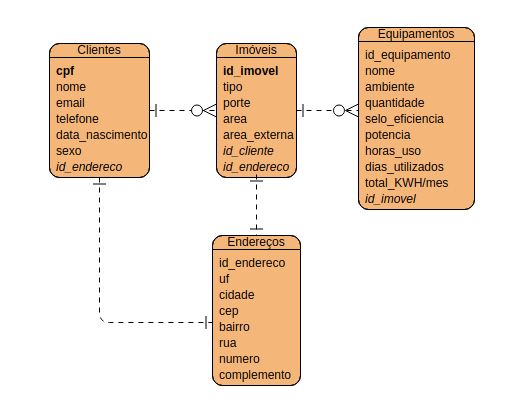 Clientes
cpf
nome
email
telefone
data_nascimento
sexo
id_endereco
Imóveis
id_imovel
tipo
porte
area
area_externa
id_cliente
id_endereco
Equipamentos
id_equipamento
nome
ambiente
quantidade
selo_eficiencia
potencia
horas_uso
dias_utilizados
total_KWH/mes
id_imovel
Endereços
id_endereco
uf
cidade
cep
bairro
rua
numero
complemento